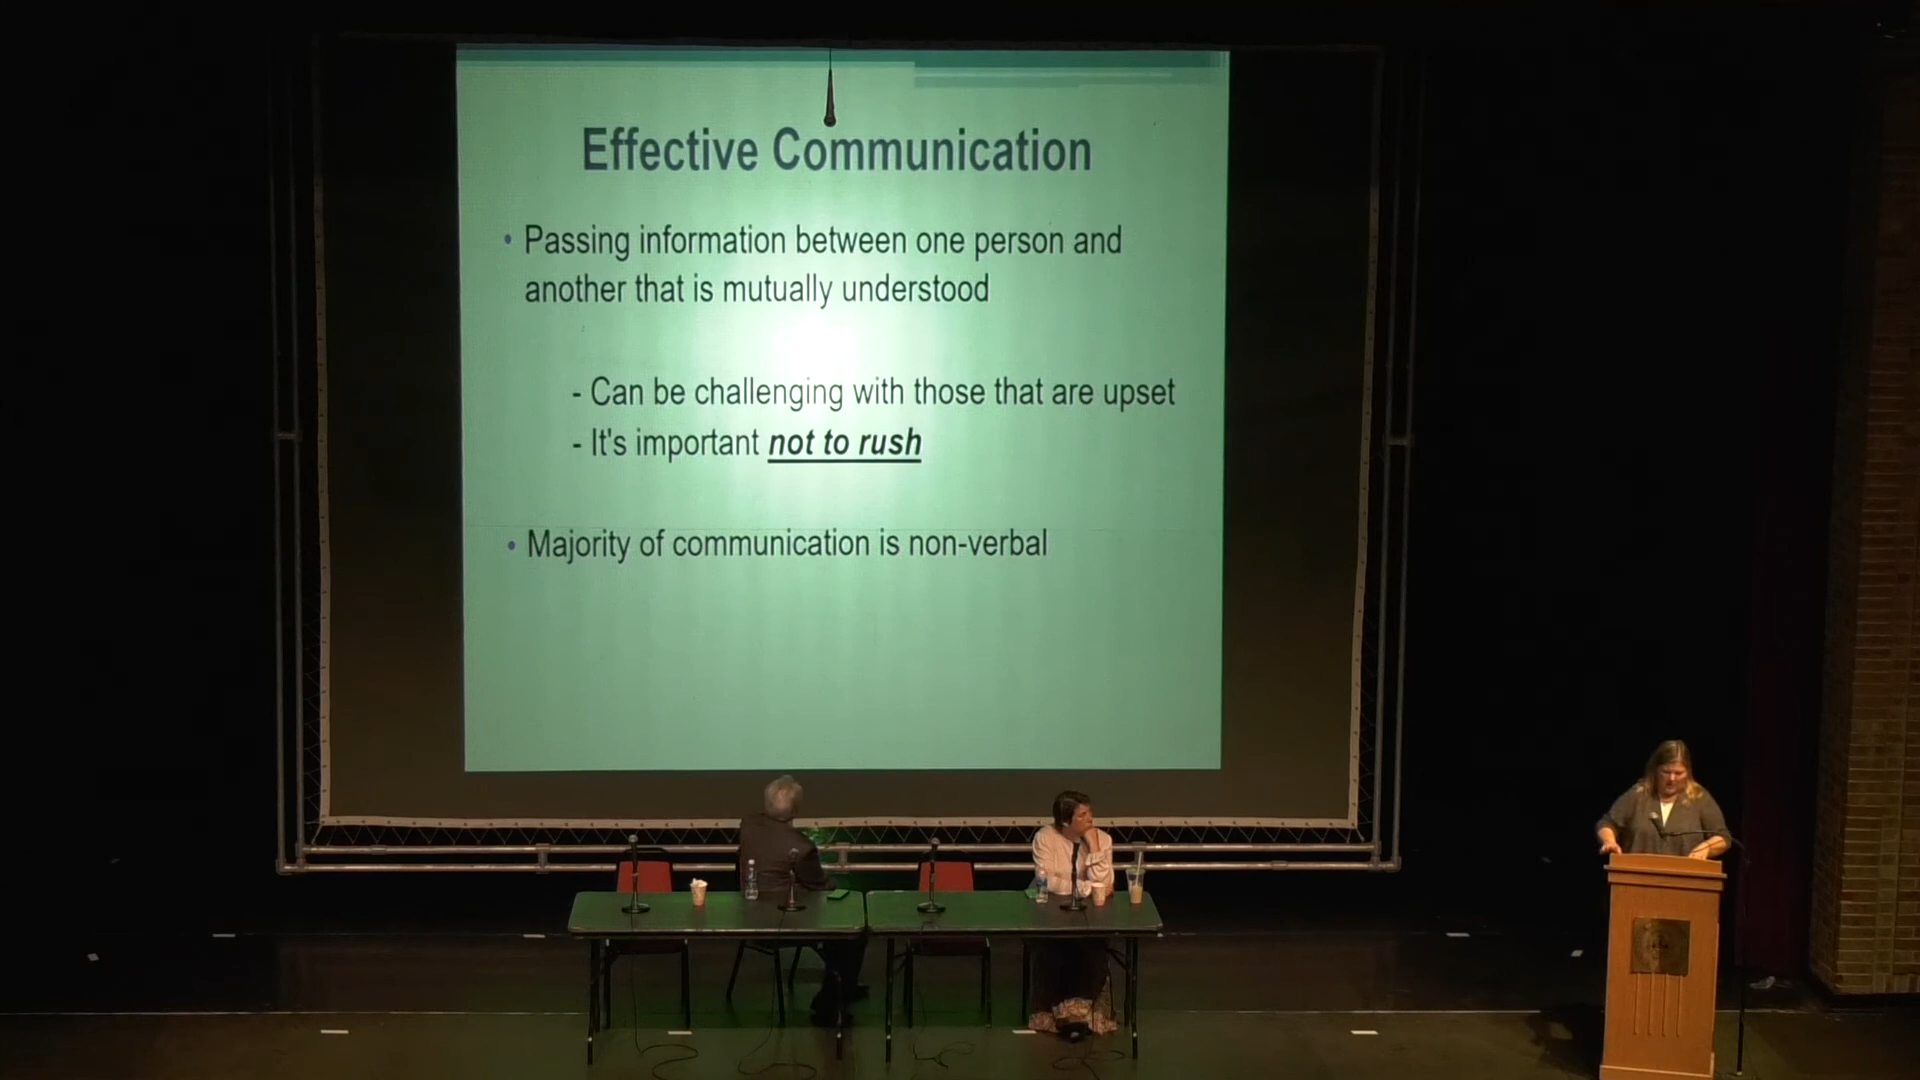 Effective Communication
• Passing information between one person and
another that is mutually understood
- Can be challenging with those that are upset
- It's important not to rush
• Majority of communication is non-verbal